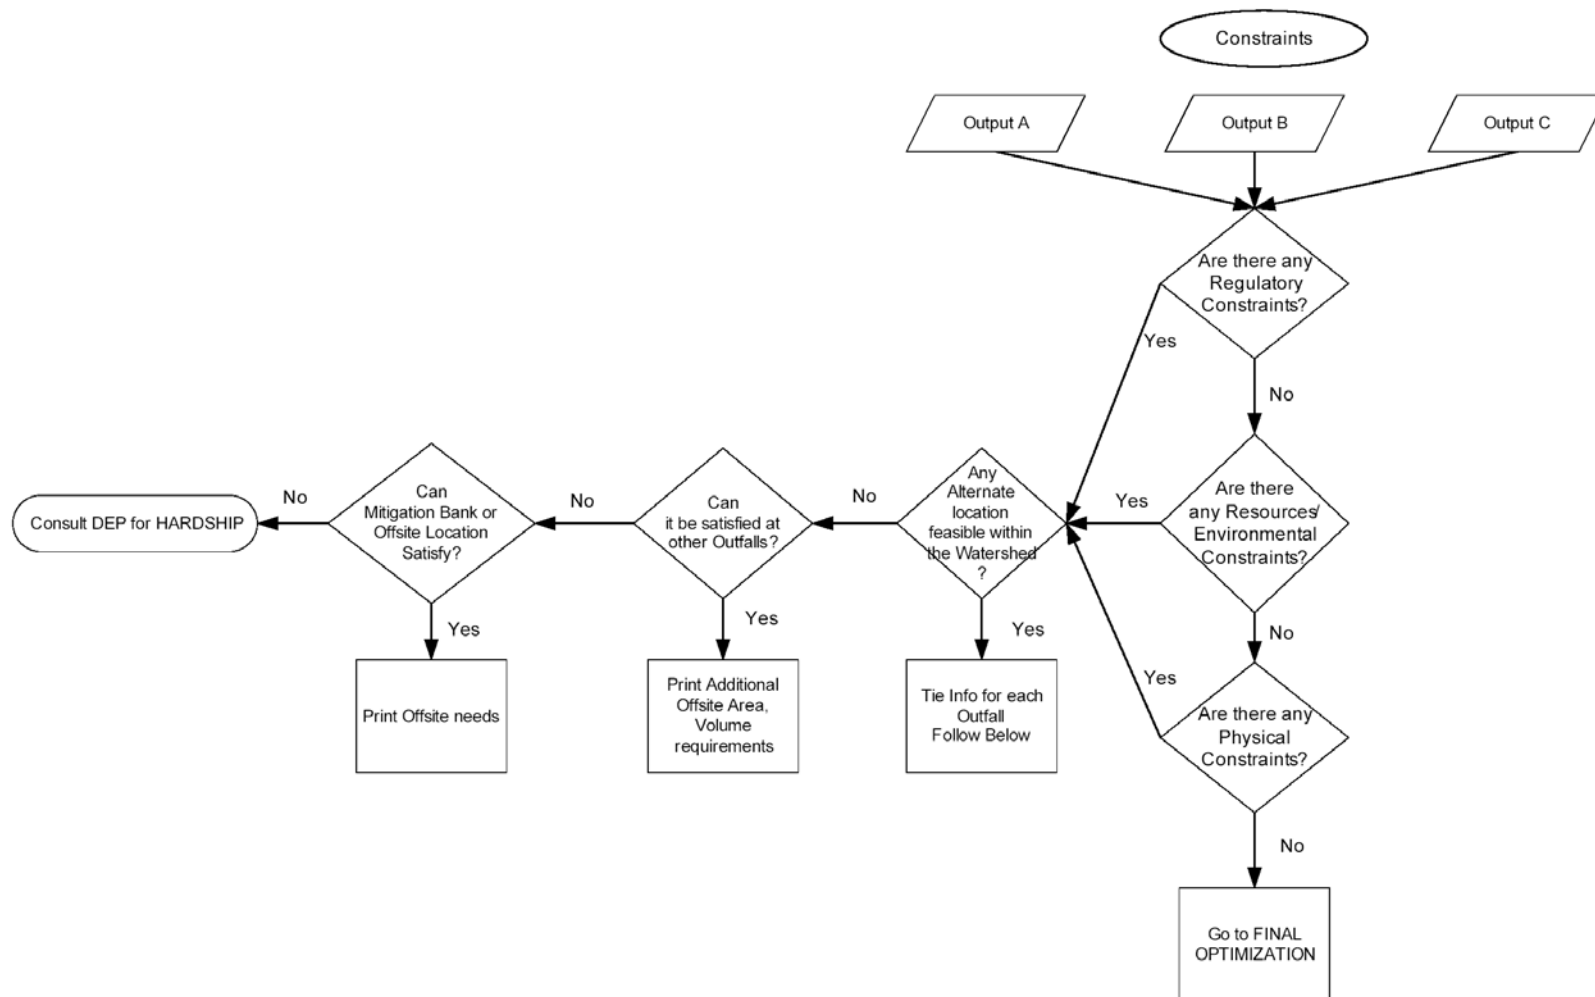 Constraints
Output A
Output B
Output C
Are there any
Regulatory
Constraints?
Yes
No
Are there
any Resources/
Environmental
Constraints?
Yes
No
Are there any
Physical
Constraints?
Yes
No
Go to FINAL
OPTIMIZATION
Any
Alternate
location
feasible within
the Watershed
?
No
Yes
Tie Info for each
Outfall
Follow Below
Can
it be satisfied at
other Outfalls?
No
Yes
Print Additional
Offsite Area,
Volume
requirements
Can
Mitigation Bank or
Offsite Location
Satisfy?
No
Yes
Print Offsite needs
Consult DEP for HARDSHIP